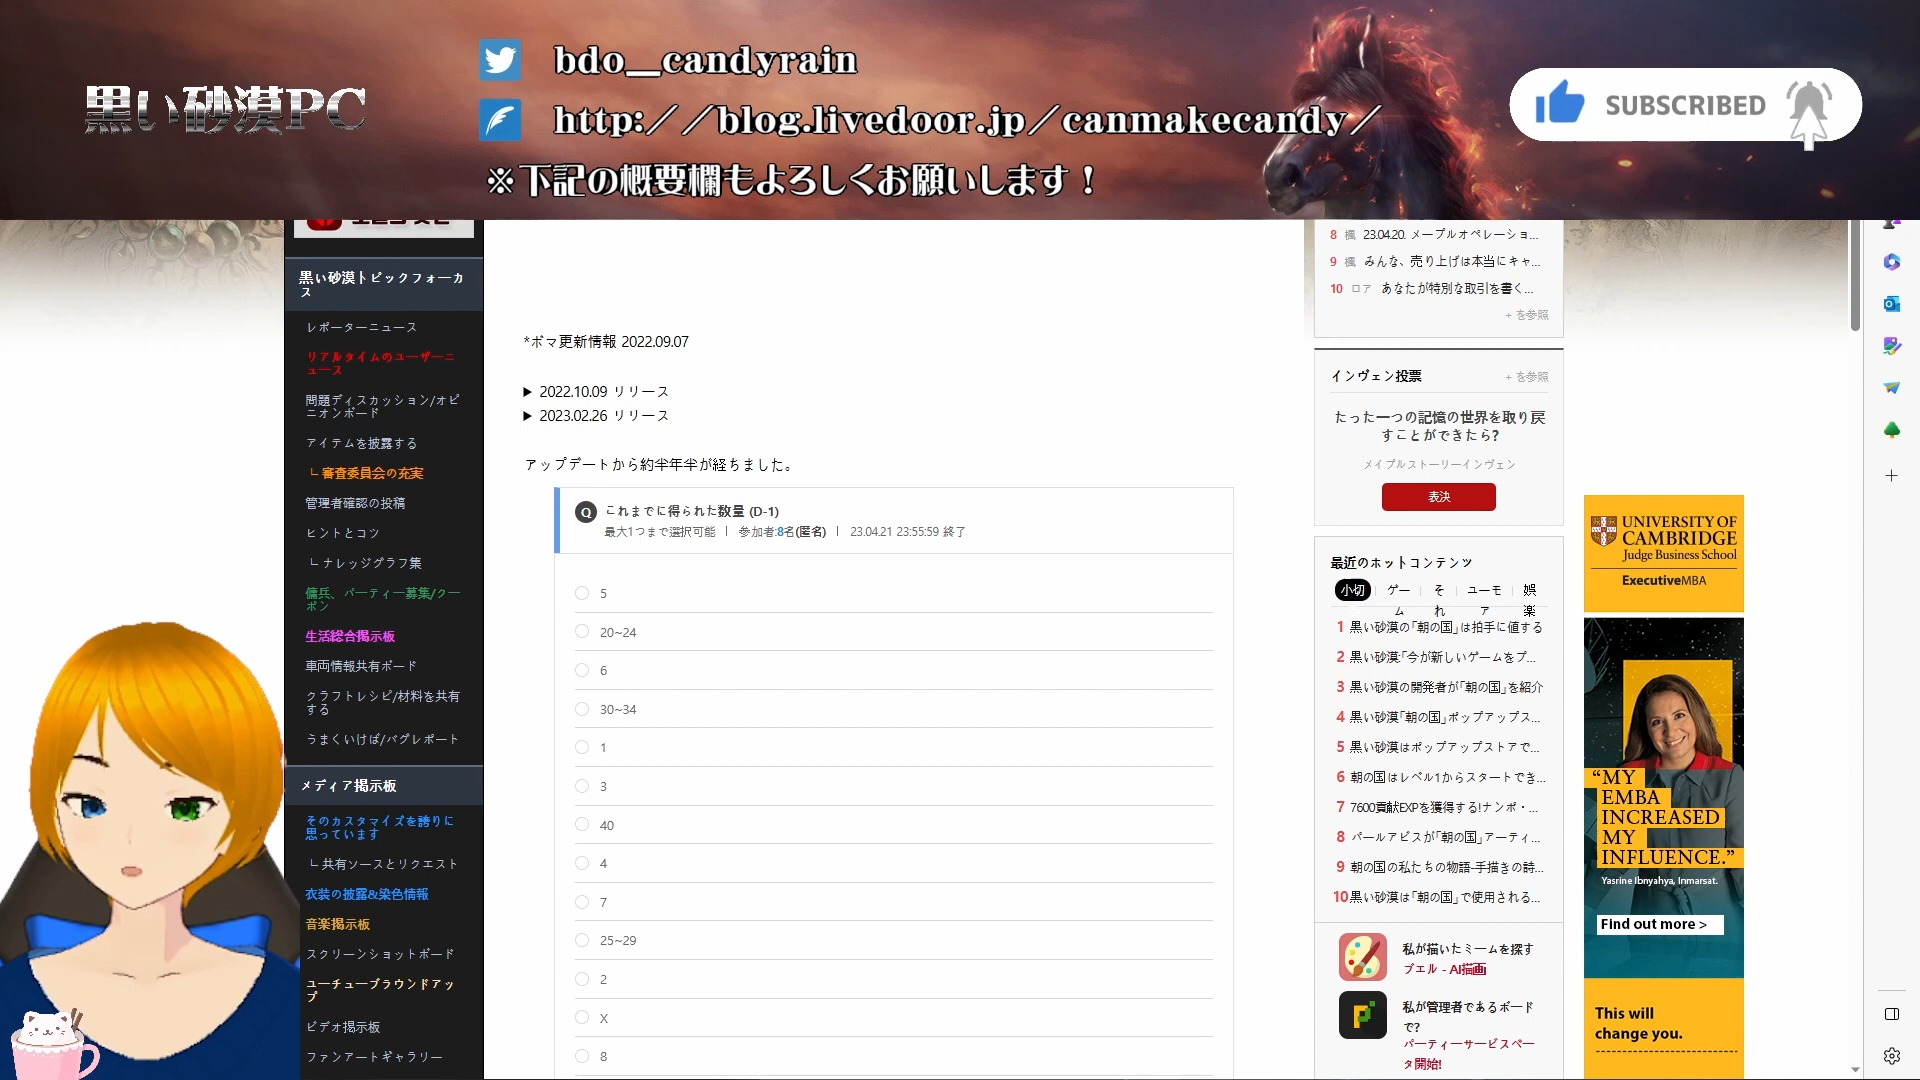 黒い砂漠PC
bdo__candyrain
http://blog.livedoor.jp/canmakecandy/
※下記の概要欄もよろしくお願いします！
SUBSCRIBED
黒い砂漠トピックフォーカ
ス
レポーターニュース
リアルタイムのユーザーニ
ュース
問題ディスカッション/オピ
ニオンボード
アイテムを披露する
└ 審査委員会の充実
管理者確認の投稿
ヒントとコツ
└ ナレッジグラフ集
傭兵、パーティー募集/クー
ポン
生活総合掲示板
車両情報共有ボード
クラフトレシピ/材料を共有
する
うまくいけば/バグレポート
メディア掲示板
そのカスタマイズを誇りに
思っています
└ 共有ソースとリクエスト
衣装の披露&染色情報
音楽掲示板
スクリーンショットボード
ユーチューブラウンドアッ
プ
ビデオ掲示板
ファンアートギャラリー
*ボマ更新情報 2022.09.07
▶ 2022.10.09 リリース
▶ 2023.02.26 リリース
アップデートから約半年半が経ちました。
Q これまでに得られた数量 (D-1)
最大1つまで選択可能 | 参加者:8名(匿名) | 23.04.21 23:55:59 終了
5
20~24
6
30~34
1
3
40
4
7
25~29
2
X
8
8 楓 23.04.20. メープルオペレーショ...
9 楓 みんな、売り上げは本当にキャ...
10 ロア あなたが特別な取引を書く...
+ を参照
インヴェン投票 + を参照
たった一つの記憶の世界を取り戻
すことができたら?
メイプルストーリーインヴェン
表決
最近のホットコンテンツ
小切 | ゲーム | それ | ユーモア | 娯楽
1 黒い砂漠の「朝の国」は拍手に値する
2 黒い砂漠:「今が新しいゲームをプ...
3 黒い砂漠の開発者が「朝の国」を紹介
4 黒い砂漠「朝の国」ポップアップス...
5 黒い砂漠はポップアップストアで...
6 朝の国はレベル1からスタートでき...
7 7600貢献EXPを獲得する!ナンポ・...
8 パールアビスが「朝の国」アーティ...
9 朝の国の私たちの物語-手描きの詩...
10 黒い砂漠は「朝の国」で使用される...
私が描いたミームを探す
ブエル - AI描画
私が管理者であるボード
で?
パーティーサービスベー
タ開始!
UNIVERSITY OF
CAMBRIDGE
Judge Business School
ExecutiveMBA
“MY
EMBA
INCREASED
MY
INFLUENCE.”
Yasrine Ibnyahya, Inmarsat.
Find out more >
This will
change you.